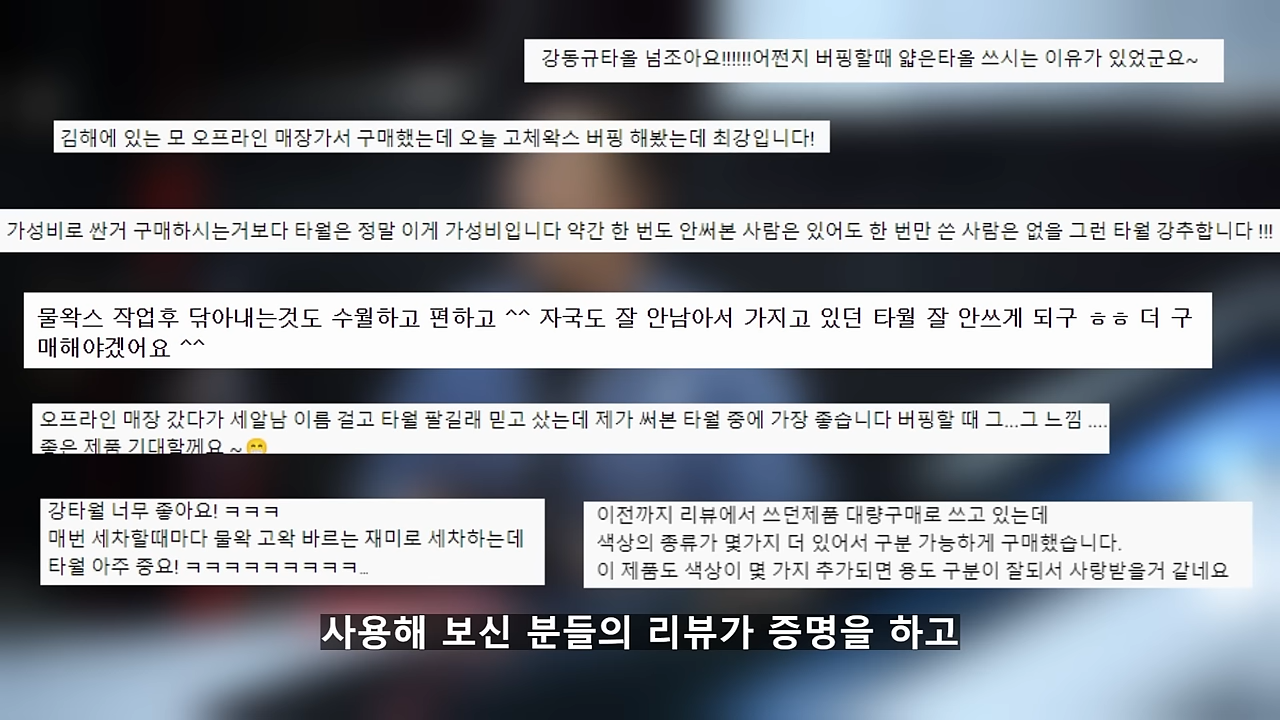 강동규타올 넘조아요!!!!!!어쩐지 버핑할때 얇은타올 쓰시는 이유가 있었군요~
김해에 있는 모 오프라인 매장가서 구매했는데 오늘 고체왁스 버핑 해봤는데 최강입니다!
가성비로 싼거 구매하시는거보다 타월은 정말 이게 가성비입니다 약간 한 번도 안써본 사람은 있어도 한 번만 쓴 사람은 없을 그런 타월 강추합니다 !!!
물왁스 작업후 닦아내는것도 수월하고 편하고 ^^ 자국도 잘 안남아서 가지고 있던 타월 잘 안쓰게 되구 ㅎㅎ 더 구
매해야겠어요 ^^
오프라인 매장 갔다가 세알남 이름 걸고 타월 팔길래 믿고 샀는데 제가 써본 타월 중에 가장 좋습니다 버핑할 때 그...그 느낌 ....
좋은 제품 기대할께요 ~😁
강타월 너무 좋아요! ㅋㅋㅋ
매번 세차할때마다 물왁 고왁 바르는 재미로 세차하는데
타월 아주 중요! ㅋㅋㅋㅋㅋㅋㅋㅋㅋ...
이전까지 리뷰에서 쓰던제품 대량구매로 쓰고 있는데
색상의 종류가 몇가지 더 있어서 구분 가능하게 구매했습니다.
이 제품도 색상이 몇 가지 추가되면 용도 구분이 잘되서 사랑받을거 같네요
사용해 보신 분들의 리뷰가 증명을 하고